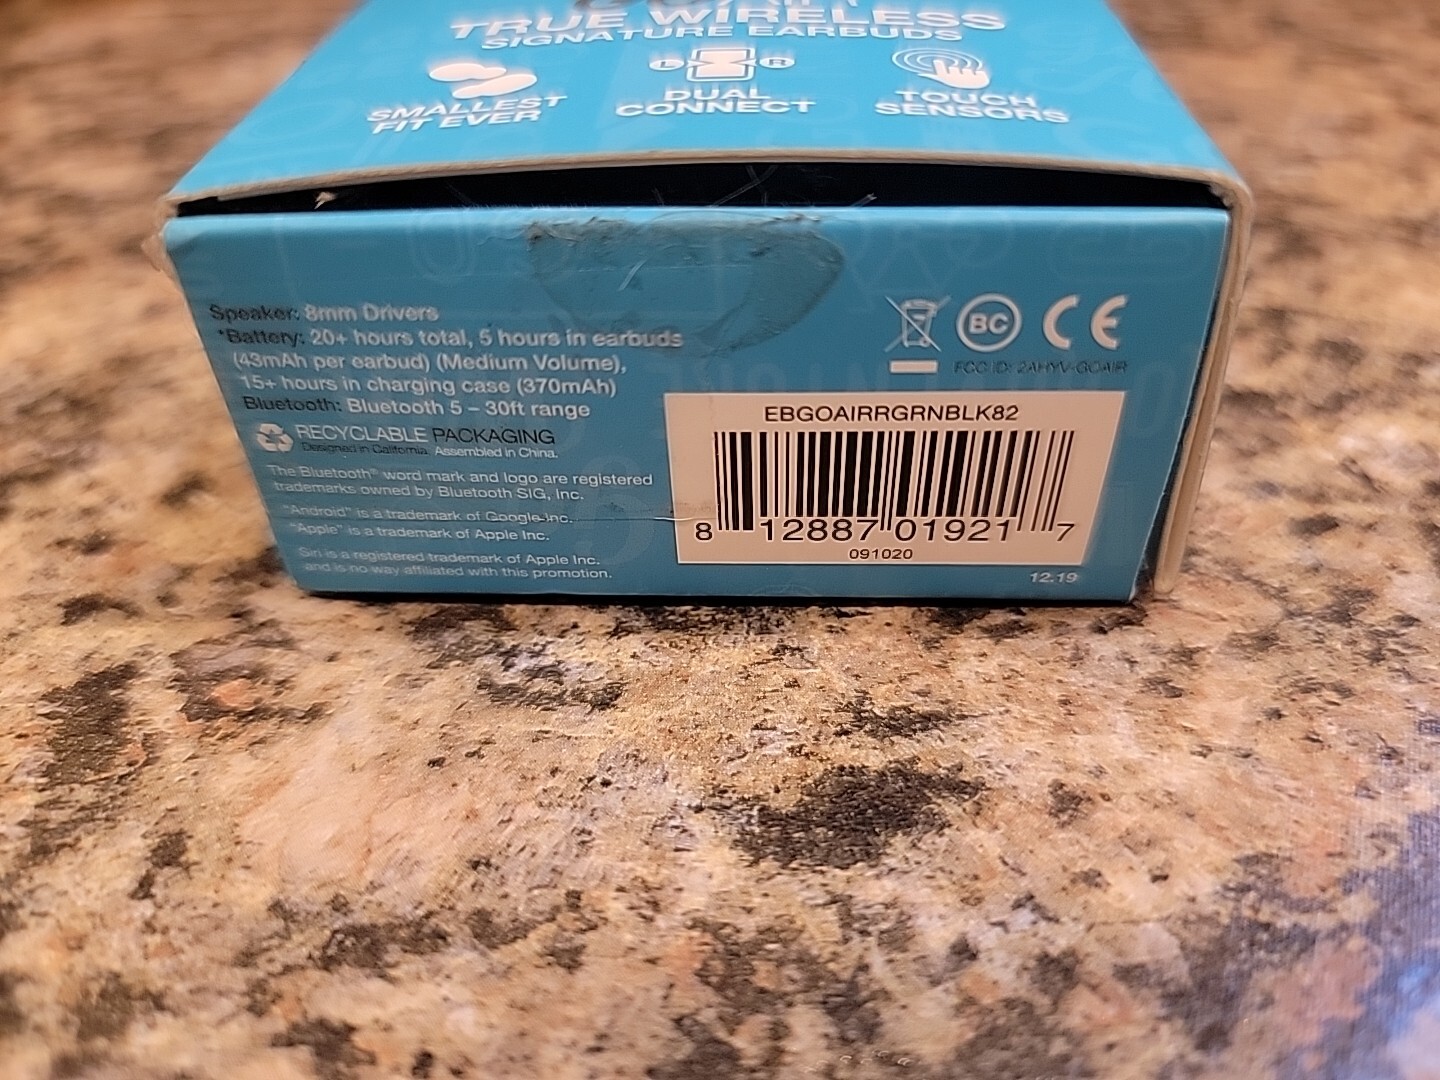 TRUE WIRELESS
SIGNATURE EARBUDS
SMALLEST
FIT EVER
L R
DUAL
CONNECT
TOUCH
SENSORS
Speaker: 8mm Drivers
*Battery: 20+ hours total, 5 hours in earbuds
(43mAh per earbud) (Medium Volume),
15+ hours in charging case (370mAh)
Bluetooth: Bluetooth 5 – 30ft range
RECYCLABLE PACKAGING
Designed in California. Assembled in China.
The Bluetooth® word mark and logo are registered
trademarks owned by Bluetooth SIG, Inc.
"Android" is a trademark of Google Inc.
"Apple" is a trademark of Apple Inc.
Siri is a registered trademark of Apple Inc.
and is no way affiliated with this promotion.
BC CE
FCC ID: 2AHYV-GOAIR
EBGOAIRRGRNBLK82
8 12887 01921 7
091020
12.19